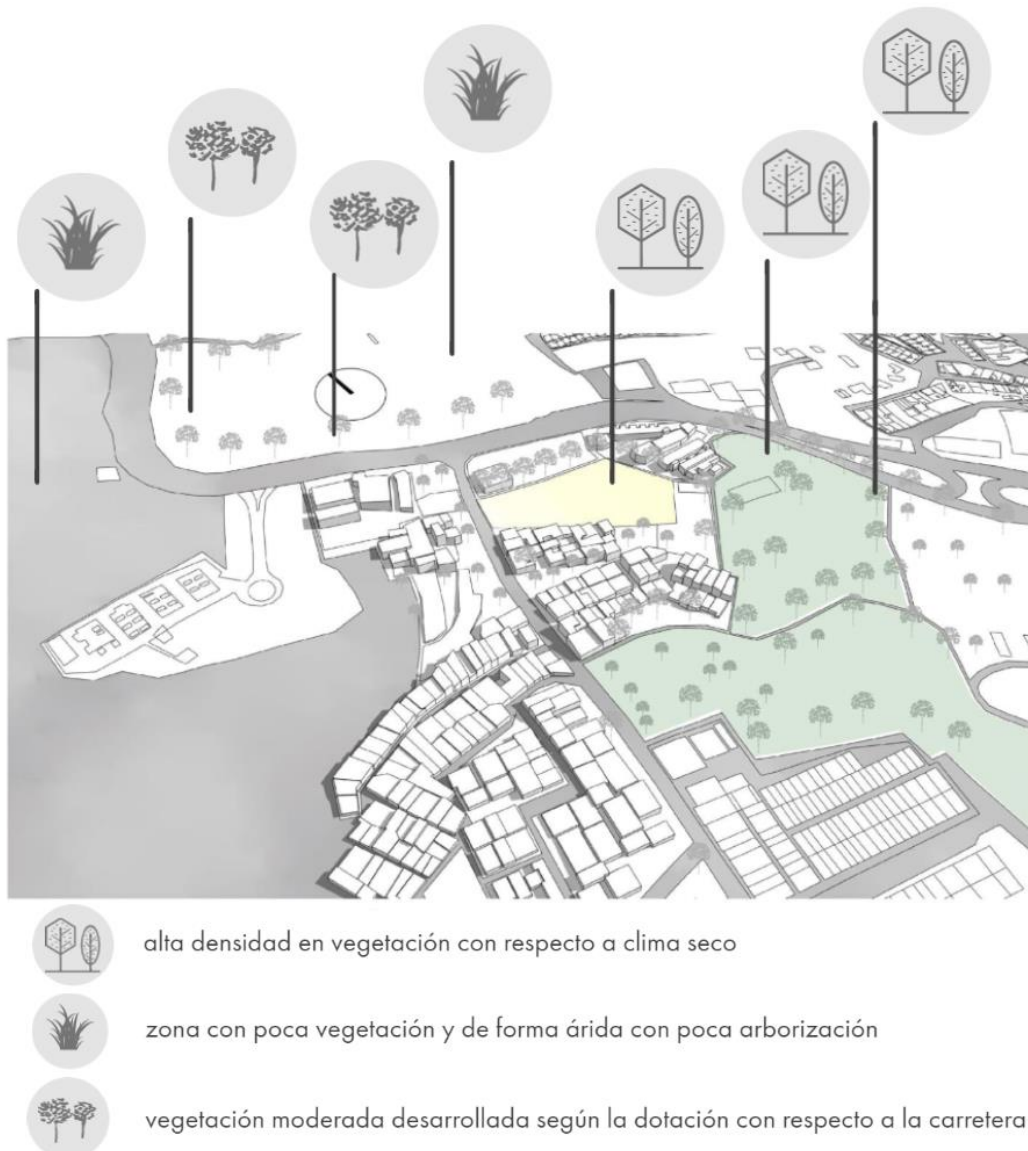 alta densidad en vegetación con respecto a clima seco
zona con poca vegetación y de forma árida con poca arborización
vegetación moderada desarrollada según la dotación con respecto a la carretera